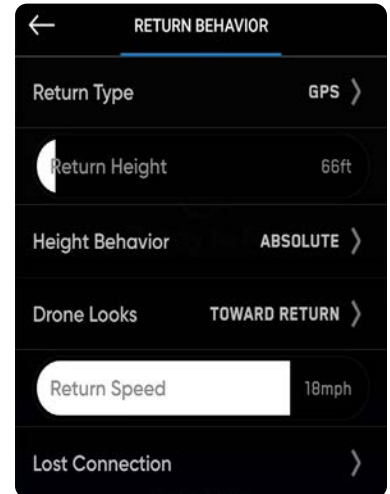 RETURN BEHAVIOR
Return Type GPS
Return Height 66ft
Height Behavior ABSOLUTE
Drone Looks TOWARD RETURN
Return Speed 18mph
Lost Connection